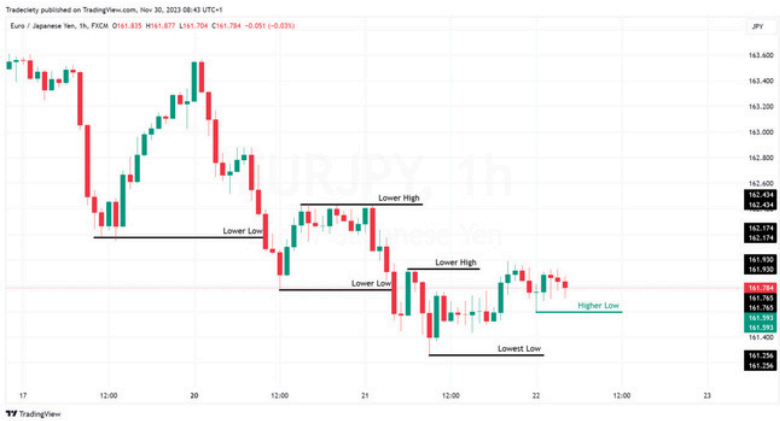 Tradeciety published on TradingView.com, Nov 30, 2023 08:43 UTC+1
Euro / Japanese Yen, 1h, FXCM O161.835 H161.877 L161.704 C161.784 −0.051 (−0.03%)
JPY
163.600
163.400
163.200
163.000
162.800
162.600
EURJPY, 1h
Euro / Japanese Yen
Lower High
162.434
162.434
162.400
Lower Low
162.174
162.174
Lower High
161.930
161.930
Lower Low
161.784
161.765
161.765
Higher Low
161.593
161.593
161.400
Lowest Low
161.256
161.256
17
12:00
20
12:00
21
12:00
22
12:00
23
TradingView